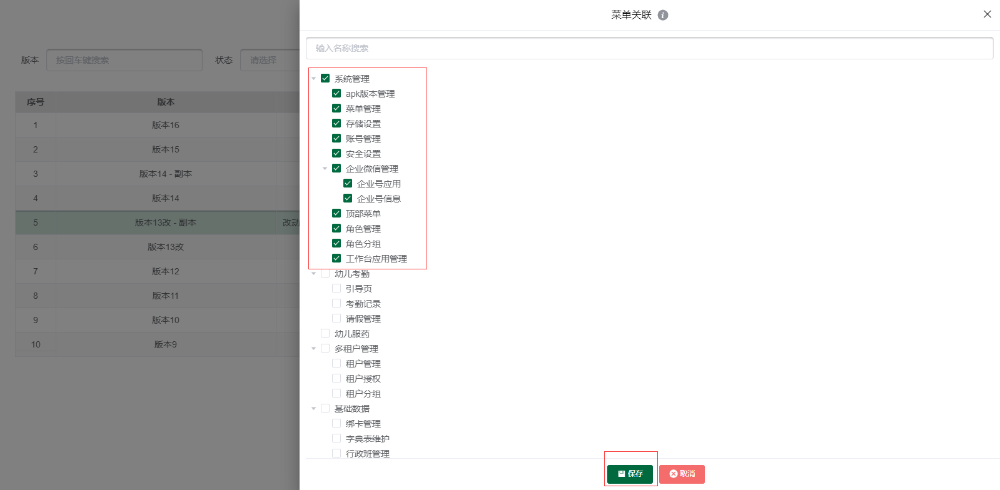 版本 按回车键搜索 状态 请选择
序号 版本
1 版本16
2 版本15
3 版本14 - 副本
4 版本14
5 版本13改 - 副本 改动
6 版本13改
7 版本12
8 版本11
9 版本10
10 版本9
菜单关联
输入名称搜索
系统管理
apk版本管理
菜单管理
存储设置
账号管理
安全设置
企业微信管理
企业号应用
企业号信息
顶部菜单
角色管理
角色分组
工作台应用管理
幼儿考勤
引导页
考勤记录
请假管理
幼儿服药
多租户管理
租户管理
租户授权
租户分组
基础数据
绑卡管理
字典表维护
行政班管理
保存 取消